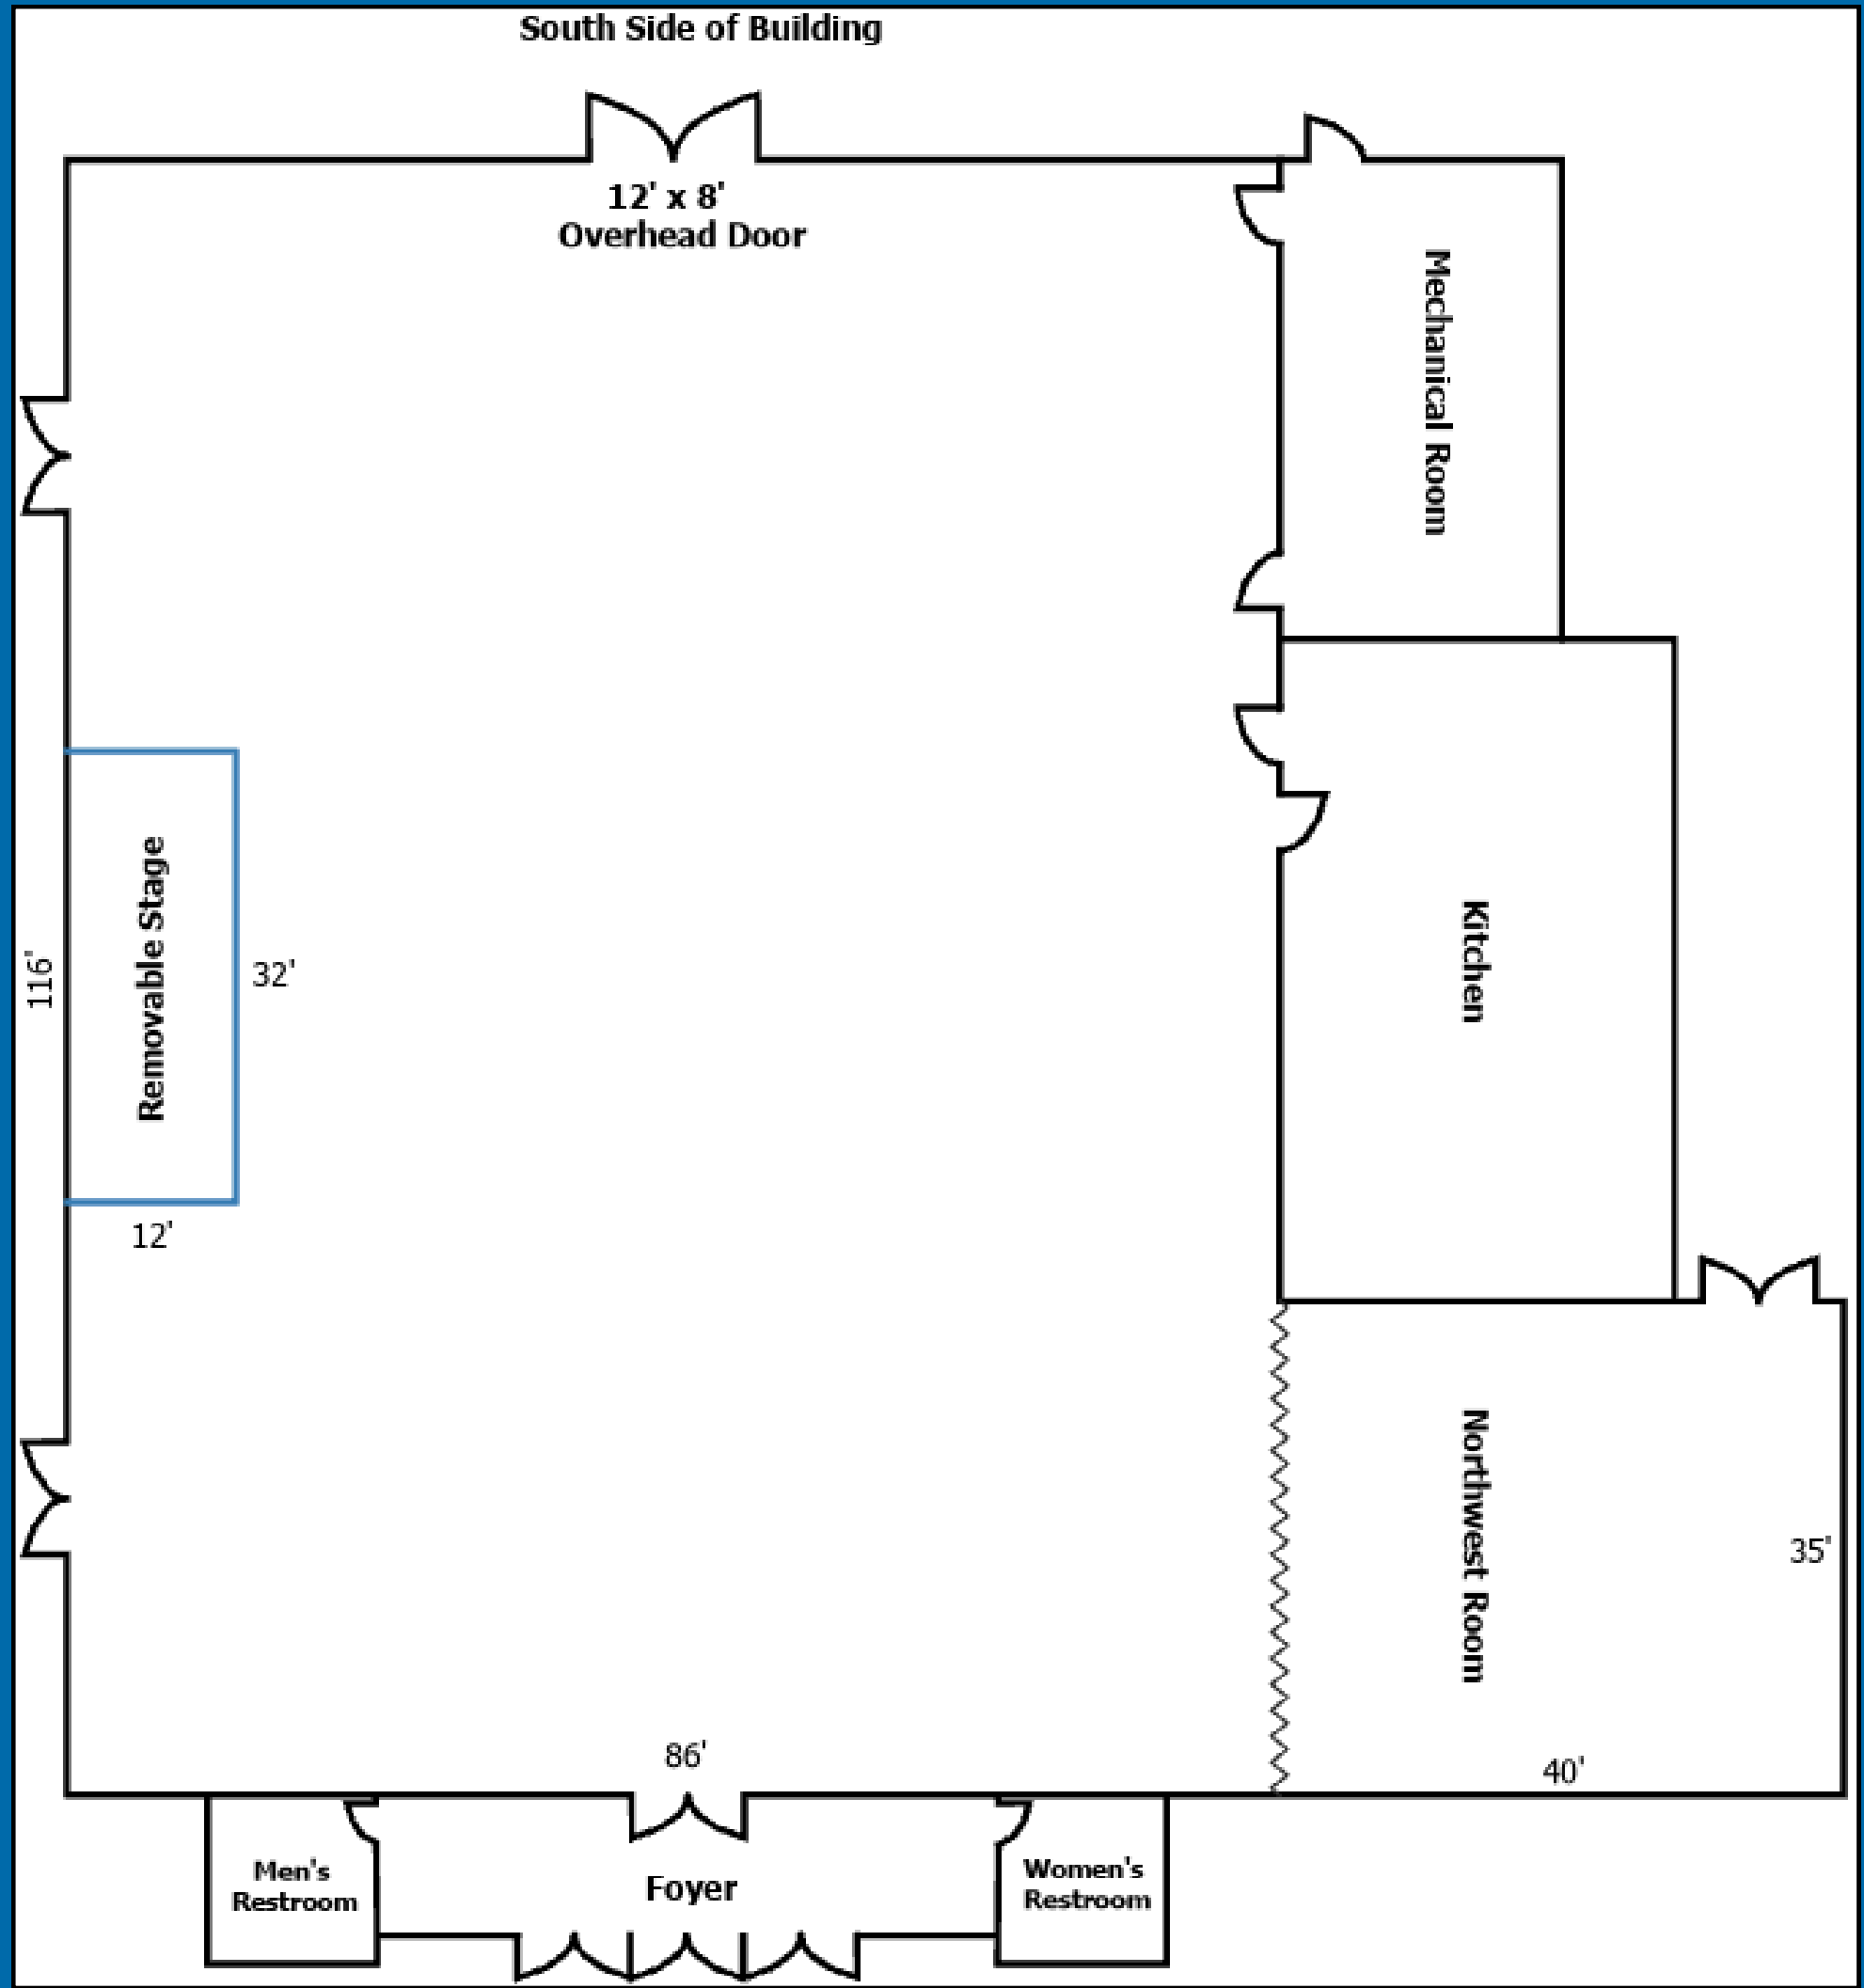 South Side of Building
12' x 8'
Overhead Door
Mechanical Room
Removable Stage
116'
32'
12'
Kitchen
Northwest Room
35'
86'
40'
Men's
Restroom
Foyer
Women's
Restroom